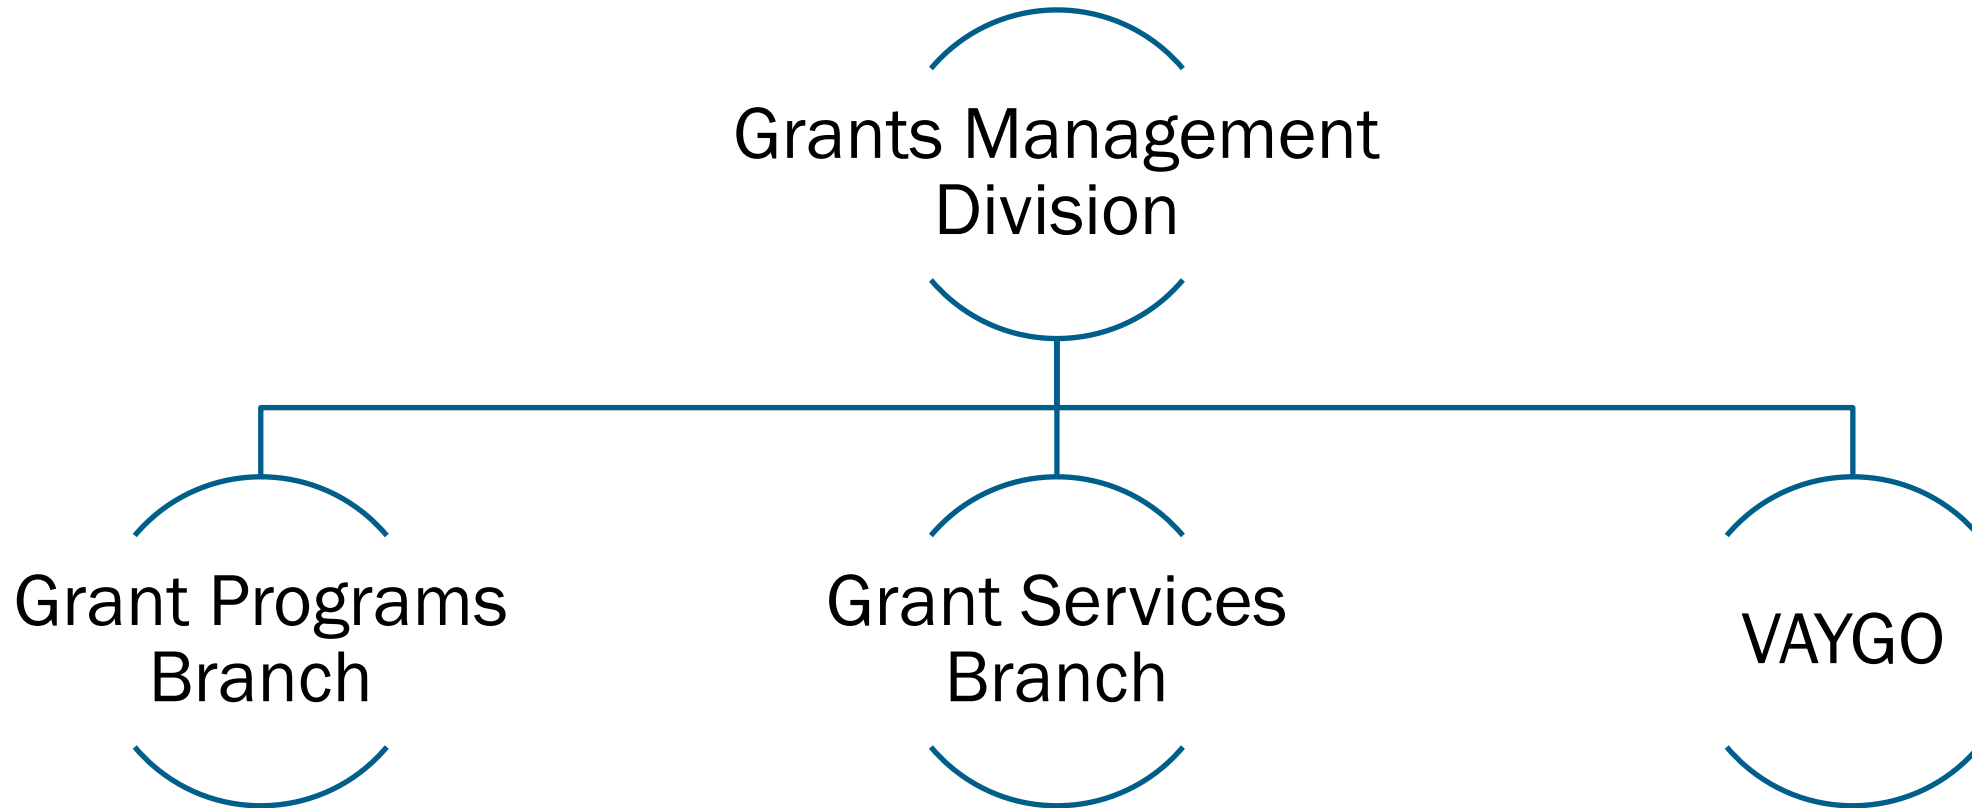 Grants Management
Division
Grant Programs
Branch
Grant Services
Branch
VAYGO